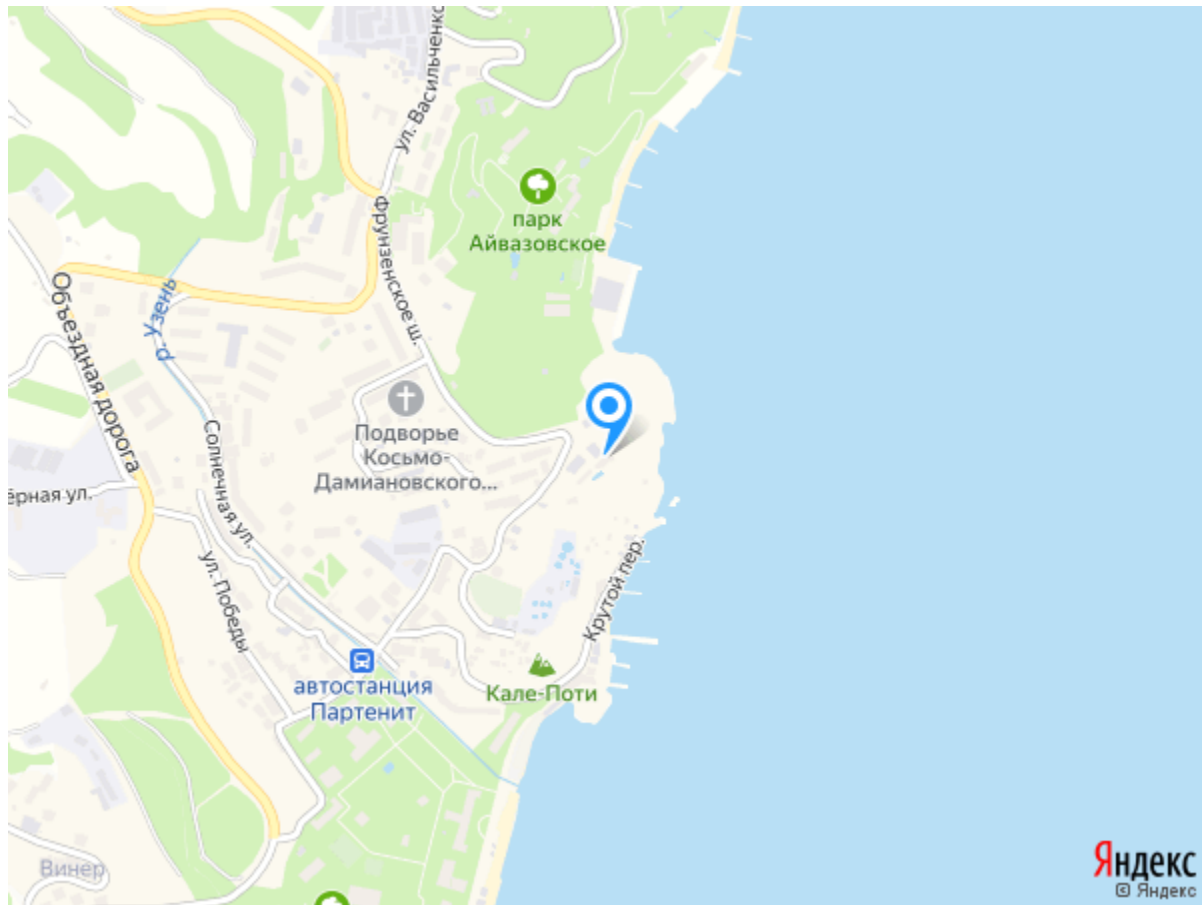 ул. Васильченко
парк
Айвазовское
Фрунзенское ш.
Объездная дорога
р. Узень
Подворье
Косьмо-
Дамиановского...
Солнечная ул.
ёрная ул.
ул. Победы
Крутой пер.
автостанция
Партенит
Кале-Поти
Винер
Яндекс
© Яндекс